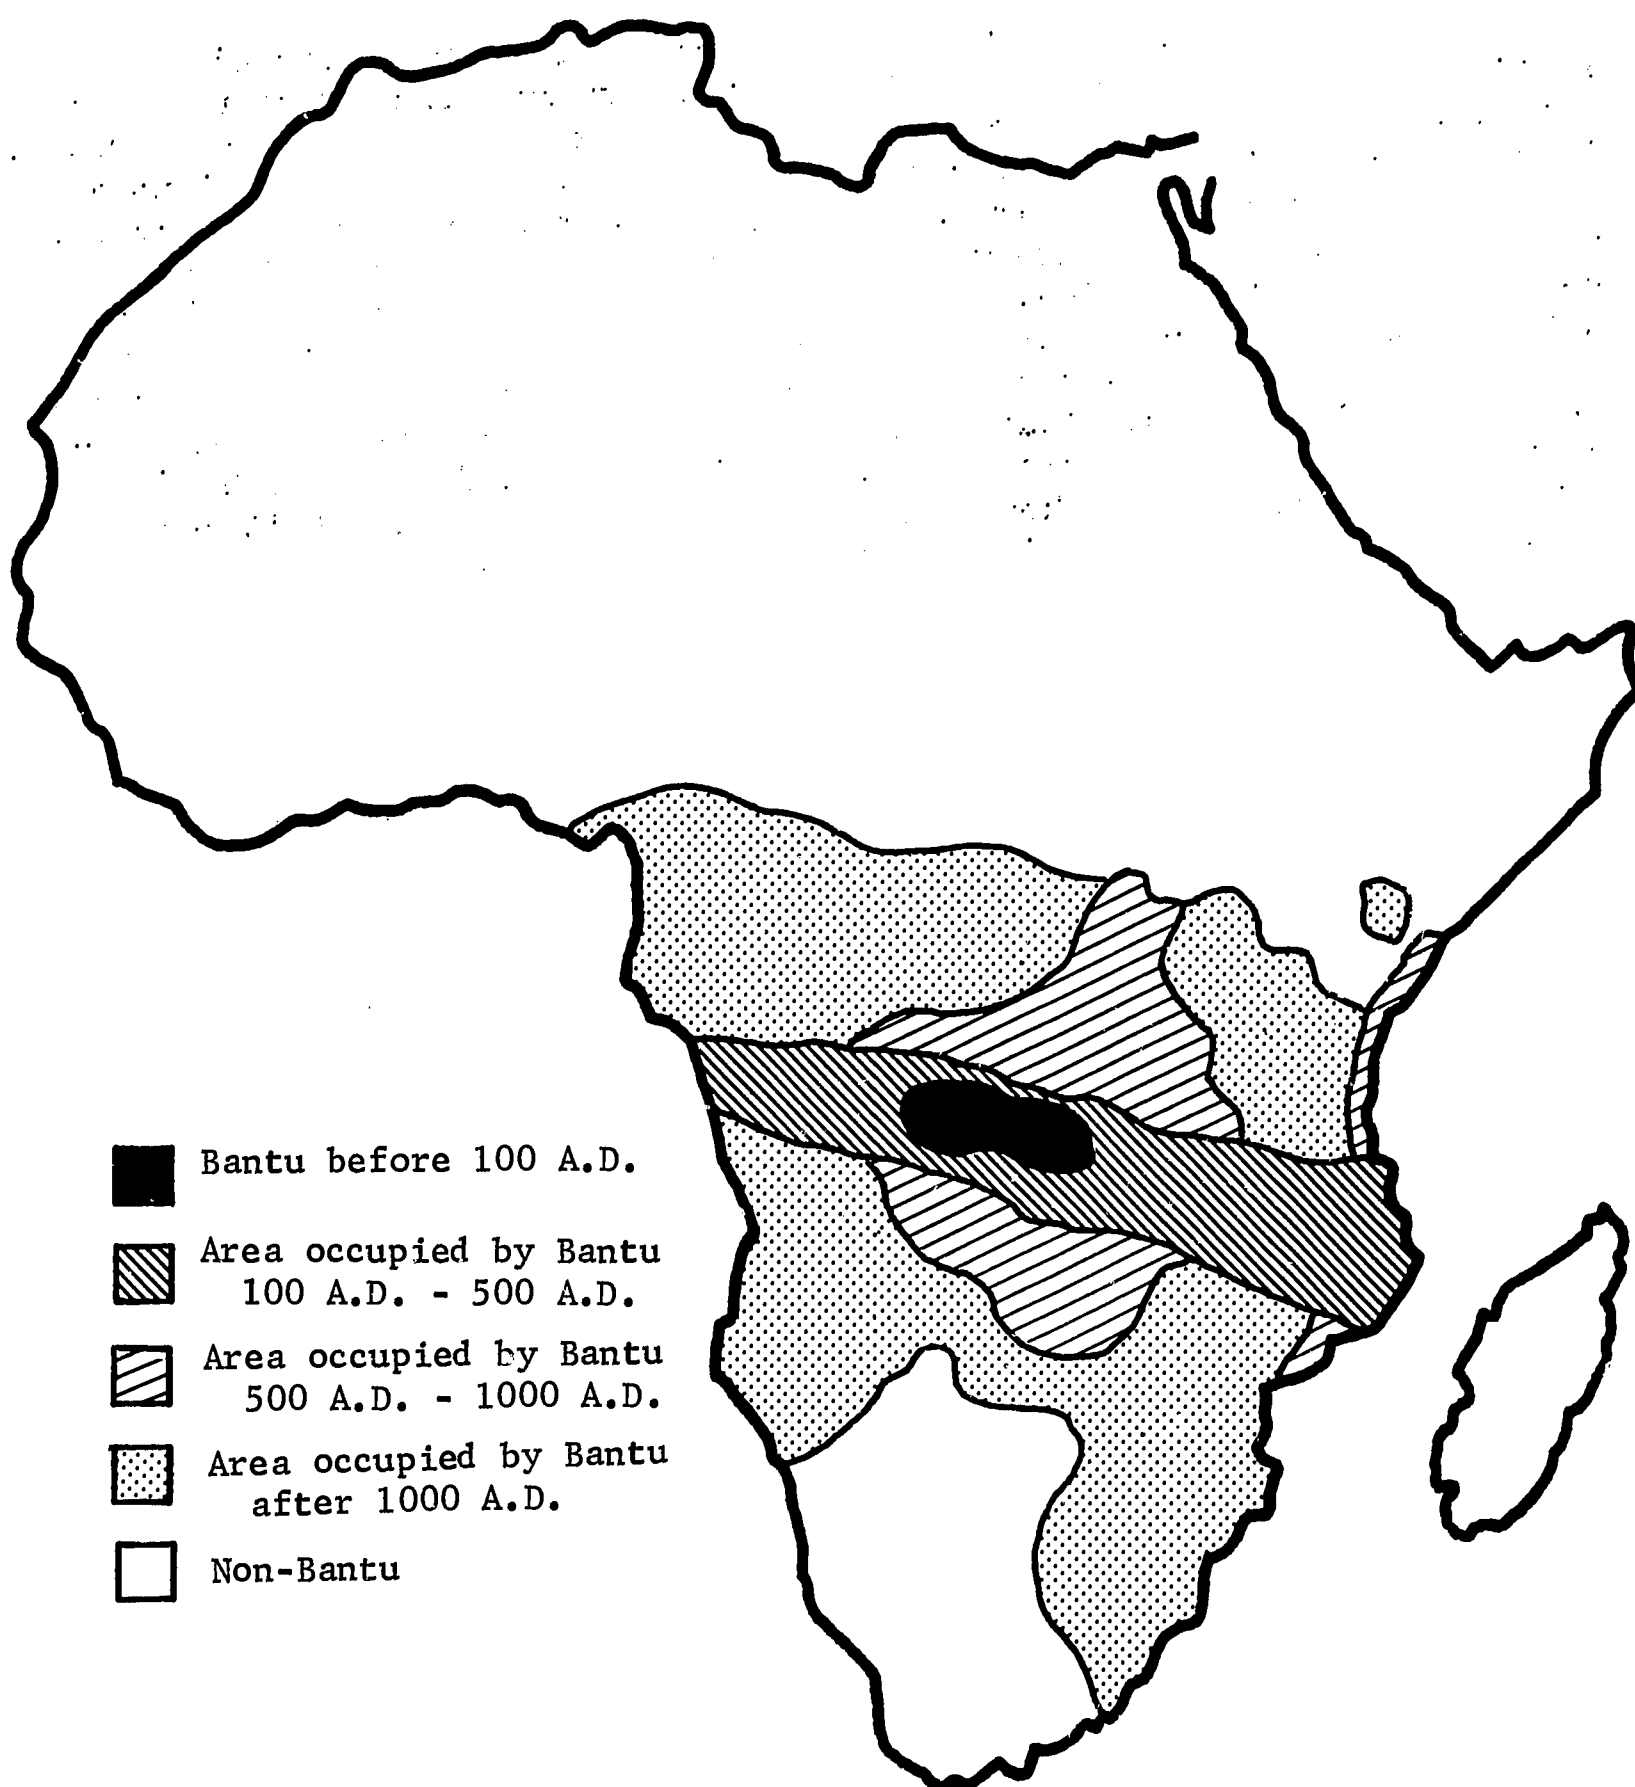 Bantu before 100 A.D.
Area occupied by Bantu
100 A.D. - 500 A.D.
Area occupied by Bantu
500 A.D. - 1000 A.D.
Area occupied by Bantu
after 1000 A.D.
Non-Bantu